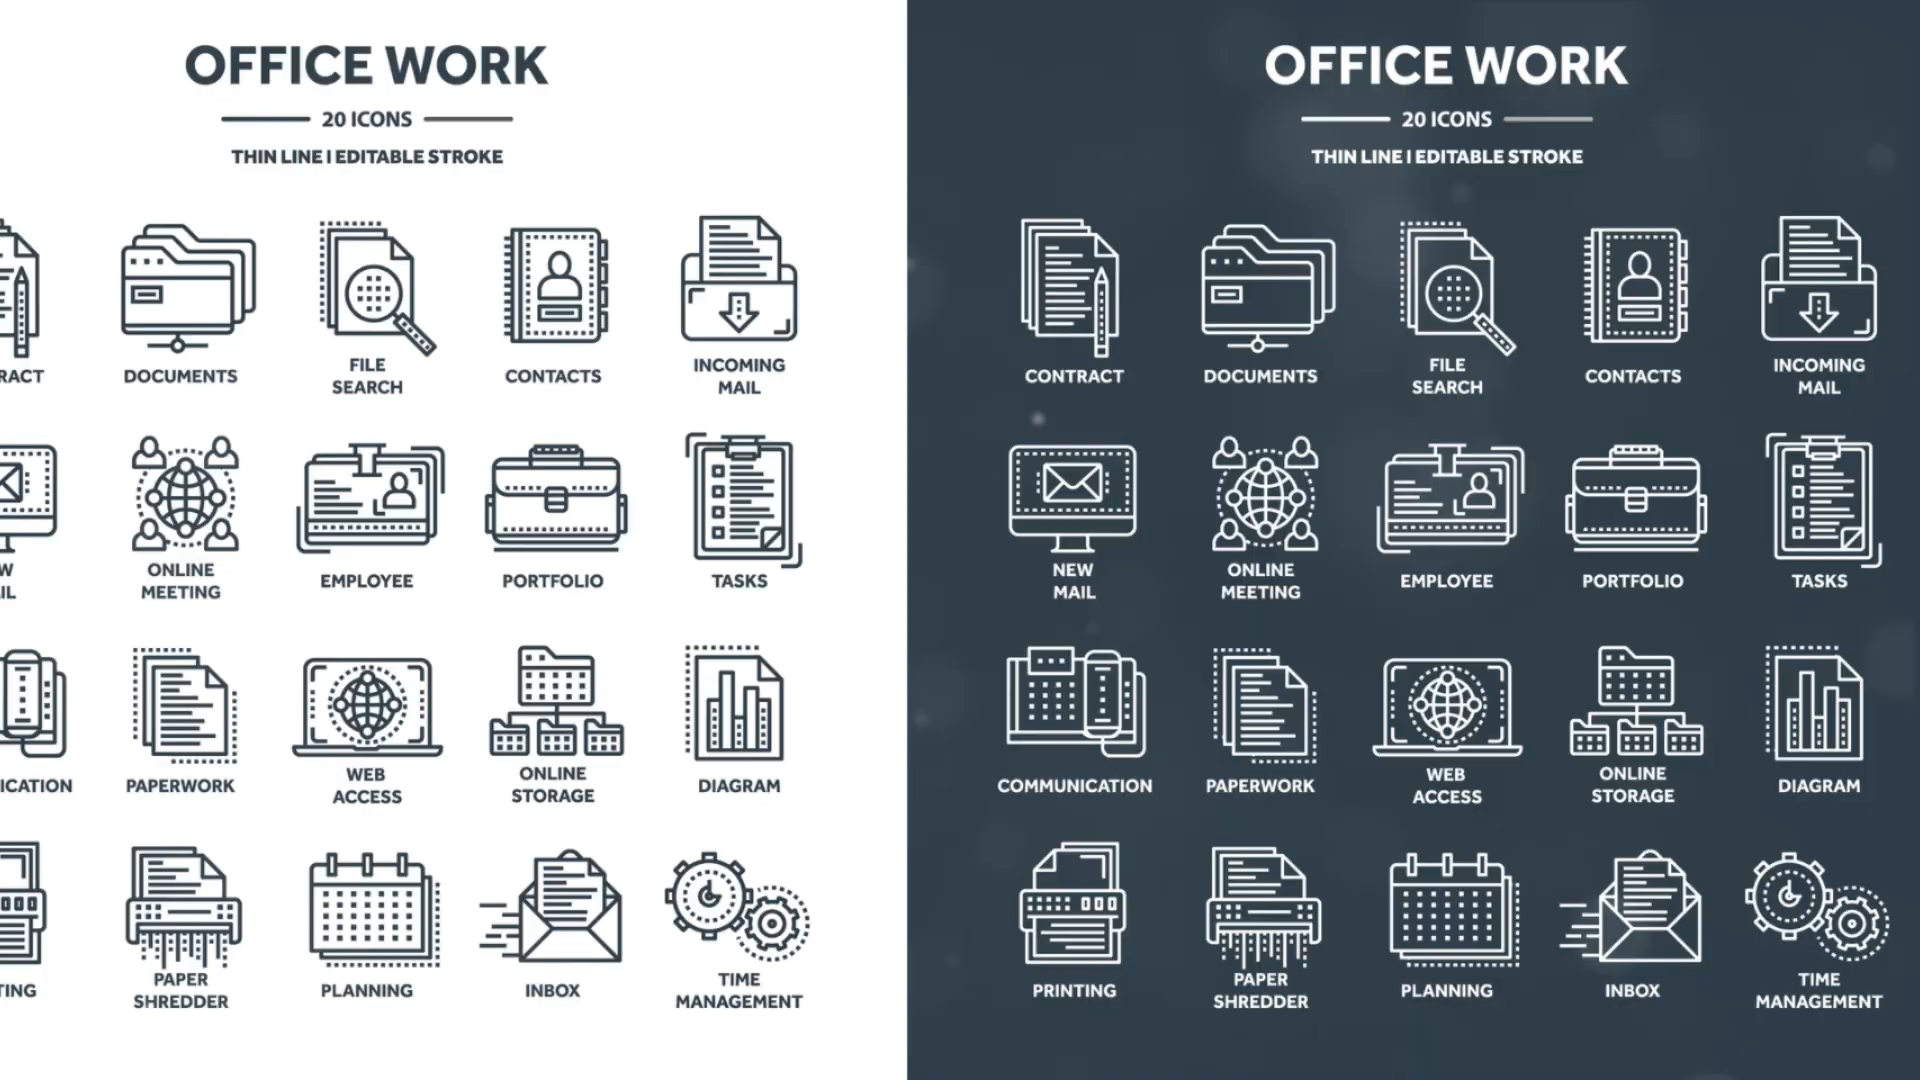 OFFICE WORK
20 ICONS
THIN LINE | EDITABLE STROKE
RACT
DOCUMENTS
FILE
SEARCH
CONTACTS
INCOMING
MAIL
W
IL
ONLINE
MEETING
EMPLOYEE
PORTFOLIO
TASKS
ICATION
PAPERWORK
WEB
ACCESS
ONLINE
STORAGE
DIAGRAM
TING
PAPER
SHREDDER
PLANNING
INBOX
TIME
MANAGEMENT
OFFICE WORK
20 ICONS
THIN LINE | EDITABLE STROKE
CONTRACT
DOCUMENTS
FILE
SEARCH
CONTACTS
INCOMING
MAIL
NEW
MAIL
ONLINE
MEETING
EMPLOYEE
PORTFOLIO
TASKS
COMMUNICATION
PAPERWORK
WEB
ACCESS
ONLINE
STORAGE
DIAGRAM
PRINTING
PAPER
SHREDDER
PLANNING
INBOX
TIME
MANAGEMENT